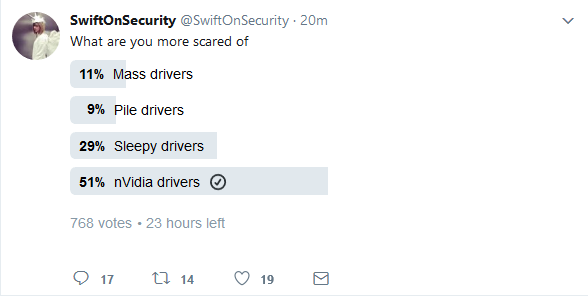 SwiftOnSecurity @SwiftOnSecurity · 20m
What are you more scared of
11% Mass drivers
9% Pile drivers
29% Sleepy drivers
51% nVidia drivers
768 votes • 23 hours left
17 14 19